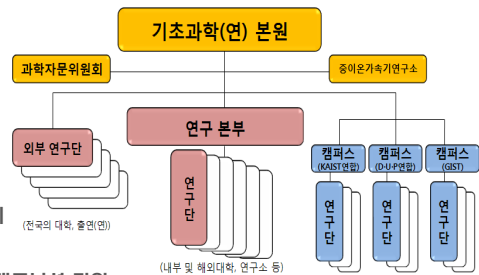 기초과학(연) 본원
과학자문위원회
중이온가속기연구소
외부 연구단
연구 본부
캠퍼스
(KAIST연합)
캠퍼스
(D·U·P연합)
캠퍼스
(GIST)
연구단
연구단
연구단
연구단
(전국의 대학, 출연(연))
(내부 및 해외대학, 연구소 등)